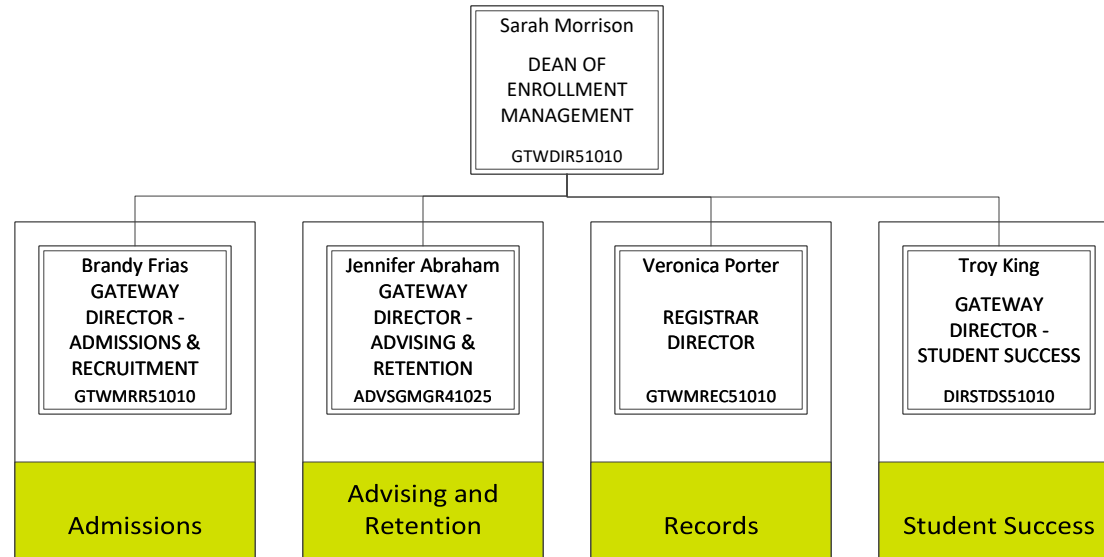 Sarah Morrison
DEAN OF
ENROLLMENT
MANAGEMENT
GTWDIR51010
Brandy Frias
GATEWAY
DIRECTOR -
ADMISSIONS &
RECRUITMENT
GTWMRR51010
Admissions
Jennifer Abraham
GATEWAY
DIRECTOR -
ADVISING &
RETENTION
ADVSGMGR41025
Advising and
Retention
Veronica Porter
REGISTRAR
DIRECTOR
GTWMREC51010
Records
Troy King
GATEWAY
DIRECTOR -
STUDENT SUCCESS
DIRSTDS51010
Student Success